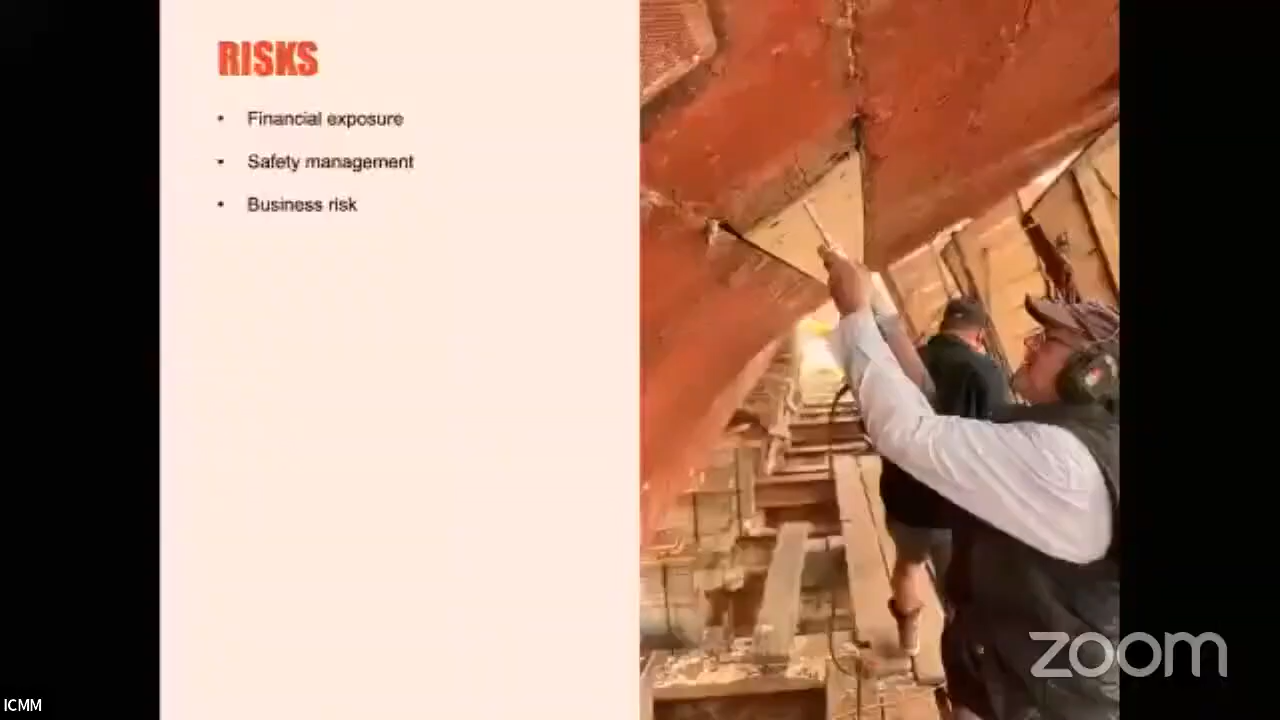 RISKS
• Financial exposure
• Safety management
• Business risk
zoom
ICMM